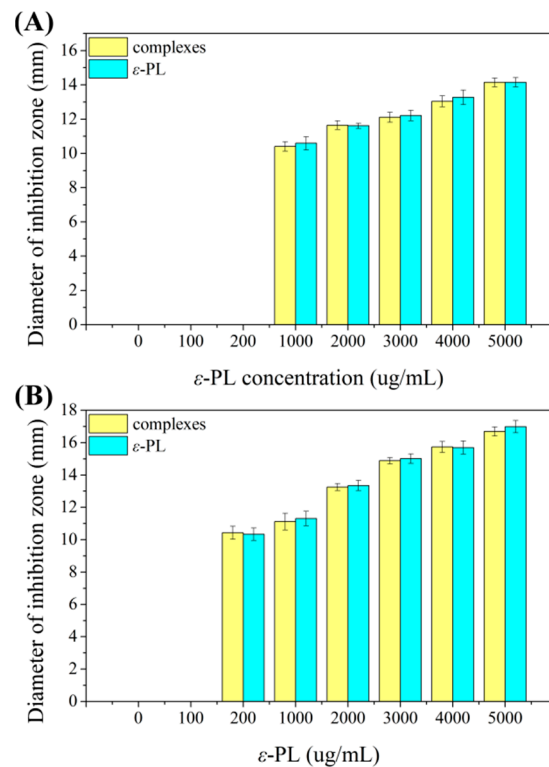 (A)
complexes
ε-PL
Diameter of inhibition zone (mm)
16
14
12
10
8
6
4
2
0
0 100 200 1000 2000 3000 4000 5000
ε-PL concentration (ug/mL)
(B)
complexes
ε-PL
Diameter of inhibition zone (mm)
18
16
14
12
10
8
6
4
2
0
0 100 200 1000 2000 3000 4000 5000
ε-PL (ug/mL)